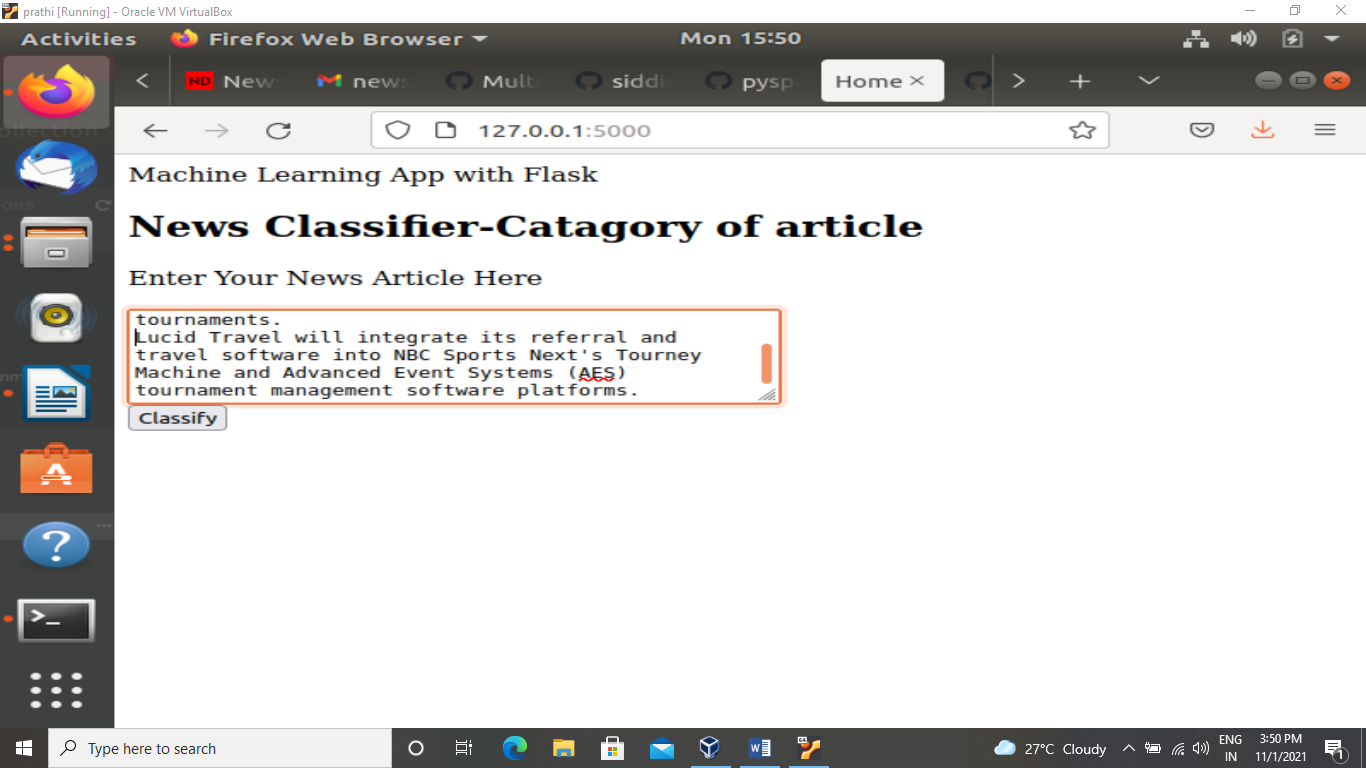 prathi [Running] - Oracle VM VirtualBox
Activities Firefox Web Browser Mon 15:50
ND New news Mult siddi pysp Home
127.0.0.1:5000
Machine Learning App with Flask
News Classifier-Catagory of article
Enter Your News Article Here
tournaments.
Lucid Travel will integrate its referral and
travel software into NBC Sports Next's Tourney
Machine and Advanced Event Systems (AES)
tournament management software platforms.
Classify
Type here to search
27°C Cloudy
ENG
IN
3:50 PM
11/1/2021
1